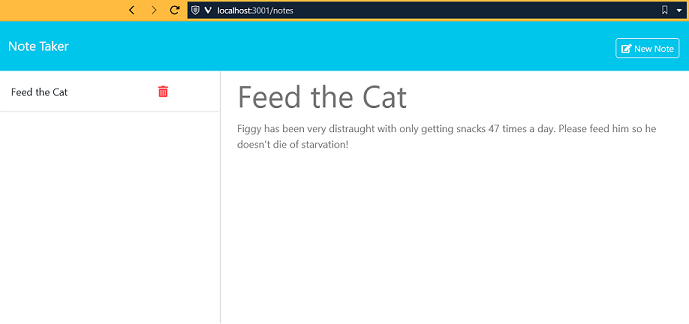 localhost:3001/notes
Note Taker
New Note
Feed the Cat
Feed the Cat
Figgy has been very distraught with only getting snacks 47 times a day. Please feed him so he
doesn't die of starvation!